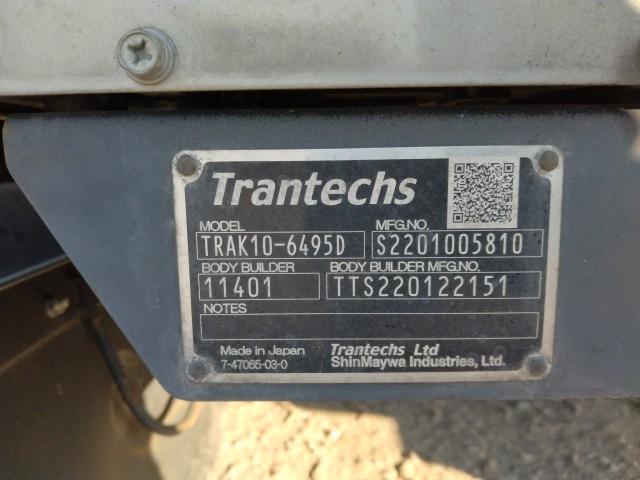 Trantechs
MODEL MFG.NO.
TRAK10-6495D S2201005810
BODY BUILDER BODY BUILDER MFG.NO.
11401 TTS220122151
NOTES
Made in Japan Trantechs Ltd
7-47065-03-0 ShinMaywa Industries, Ltd.